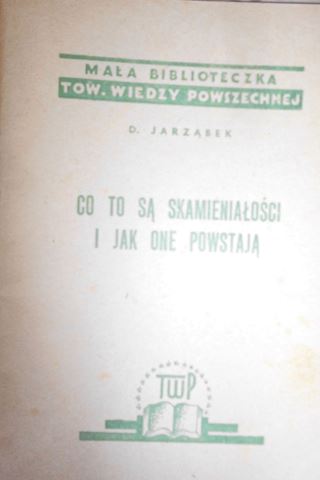 MAŁA BIBLIOTECZKA
TOW. WIEDZY POWSZECHNEJ
D. JARZĄBEK
CO TO SĄ SKAMIENIAŁOŚCI
I JAK ONE POWSTAJĄ
TWP